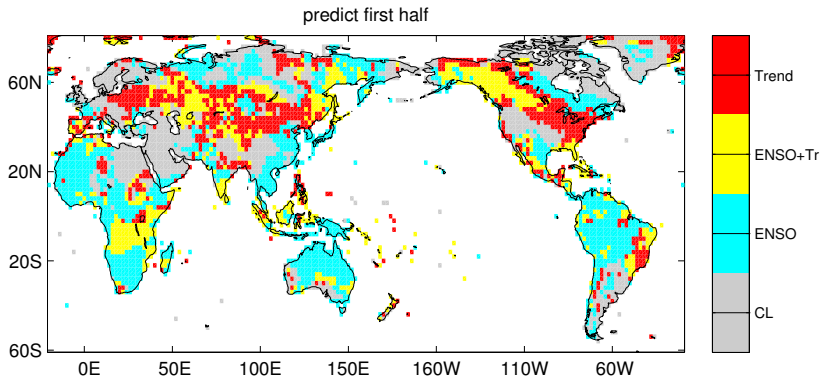 predict first half
60N
20N
20S
60S
0E 50E 100E 150E 160W 110W 60W
Trend
ENSO+Tr
ENSO
CL